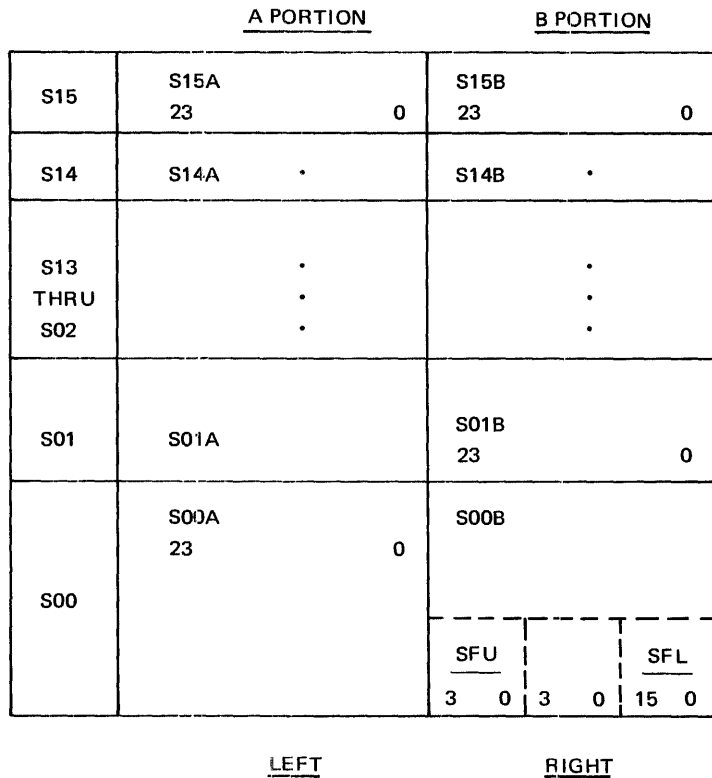 A PORTION B PORTION
S15 S15A S15B
23 0 23 0
S14 S14A · S14B ·
S13 · ·
THRU · ·
S02 · ·
S01 S01A S01B
23 0
S00A S00B
23 0
S00
SFU SFL
3 0 3 0 15 0
LEFT RIGHT